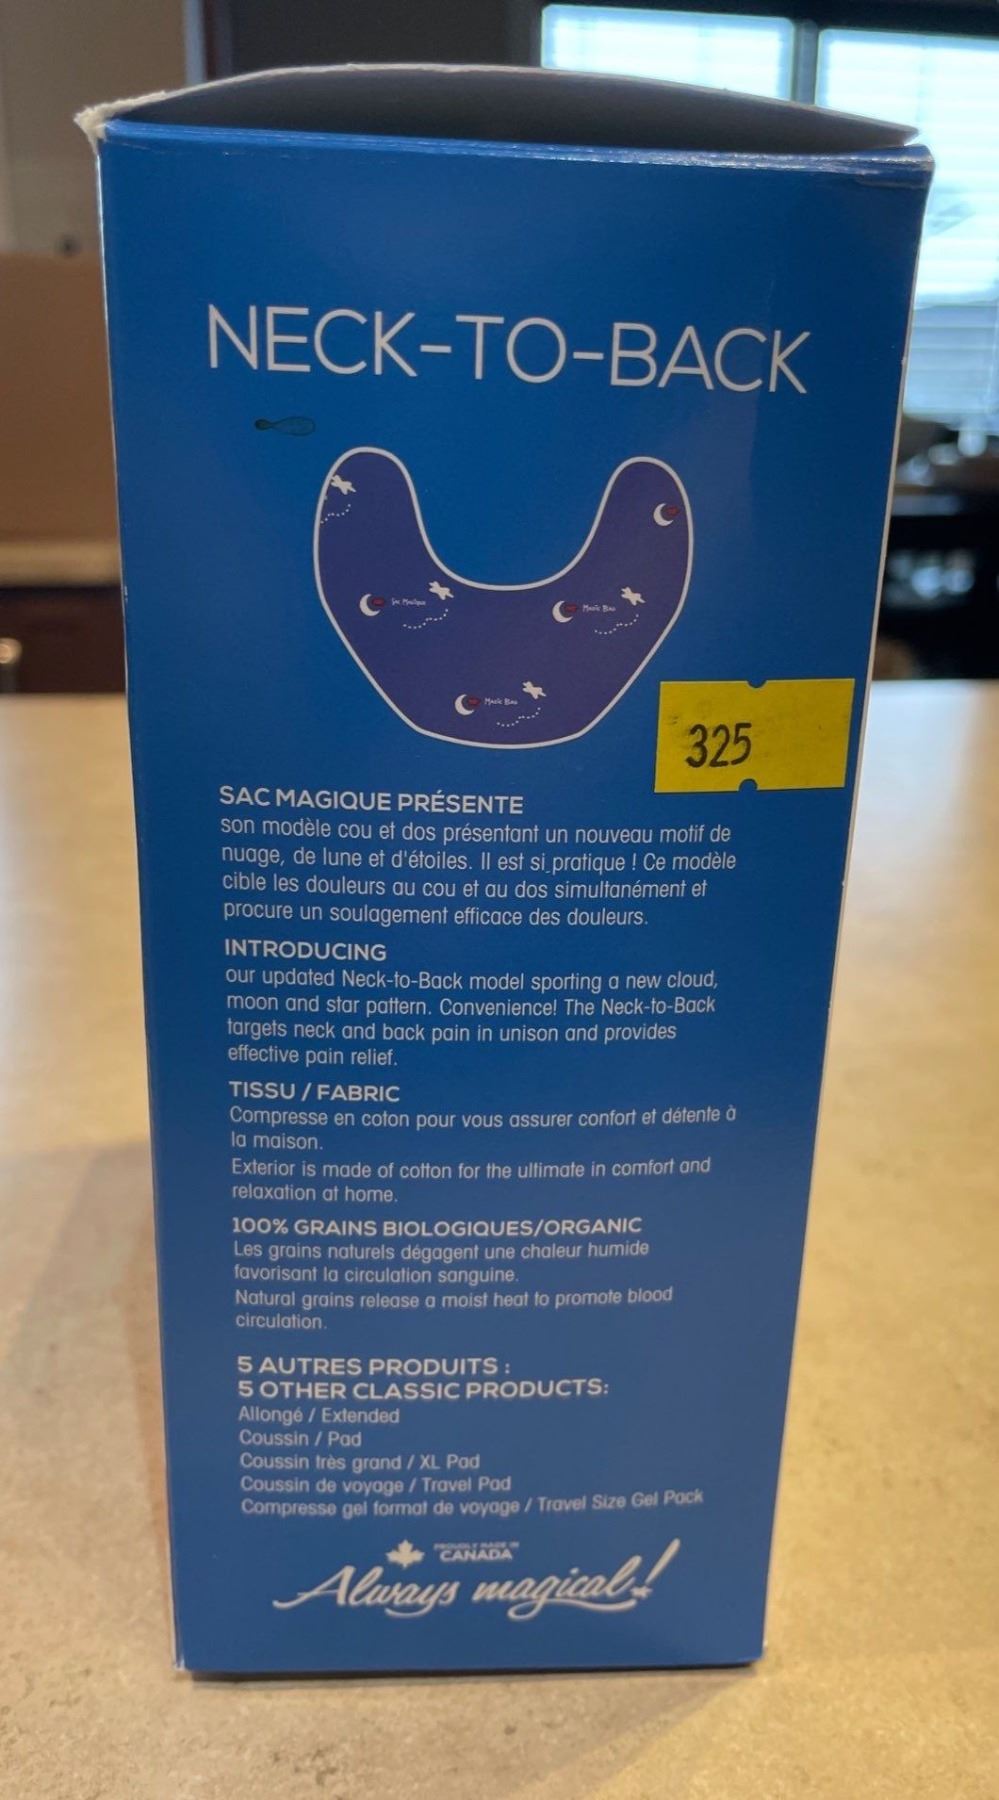 NECK-TO-BACK
Sac Magique
Magic Bag
Magic Bag
325
SAC MAGIQUE PRÉSENTE
son modèle cou et dos présentant un nouveau motif de
nuage, de lune et d'étoiles. Il est si pratique ! Ce modèle
cible les douleurs au cou et au dos simultanément et
procure un soulagement efficace des douleurs.
INTRODUCING
our updated Neck-to-Back model sporting a new cloud,
moon and star pattern. Convenience! The Neck-to-Back
targets neck and back pain in unison and provides
effective pain relief.
TISSU / FABRIC
Compresse en coton pour vous assurer confort et détente à
la maison.
Exterior is made of cotton for the ultimate in comfort and
relaxation at home.
100% GRAINS BIOLOGIQUES/ORGANIC
Les grains naturels dégagent une chaleur humide
favorisant la circulation sanguine.
Natural grains release a moist heat to promote blood
circulation.
5 AUTRES PRODUITS :
5 OTHER CLASSIC PRODUCTS:
Allongé / Extended
Coussin / Pad
Coussin très grand / XL Pad
Coussin de voyage / Travel Pad
Compresse gel format de voyage / Travel Size Gel Pack
PROUDLY MADE IN
CANADA
Always magical!